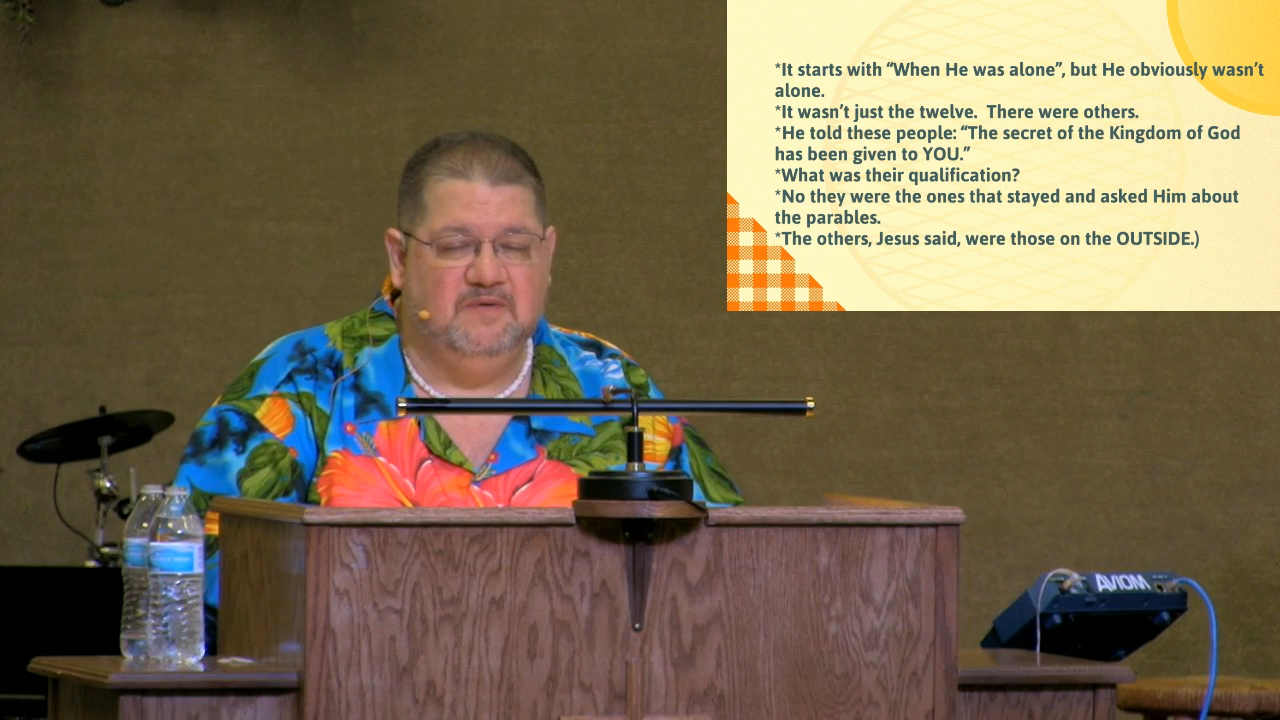 *It starts with “When He was alone”, but He obviously wasn’t
alone.
*It wasn’t just the twelve.  There were others.
*He told these people: “The secret of the Kingdom of God
has been given to YOU.”
*What was their qualification?
*No they were the ones that stayed and asked Him about
the parables.
*The others, Jesus said, were those on the OUTSIDE.)
AVIOM